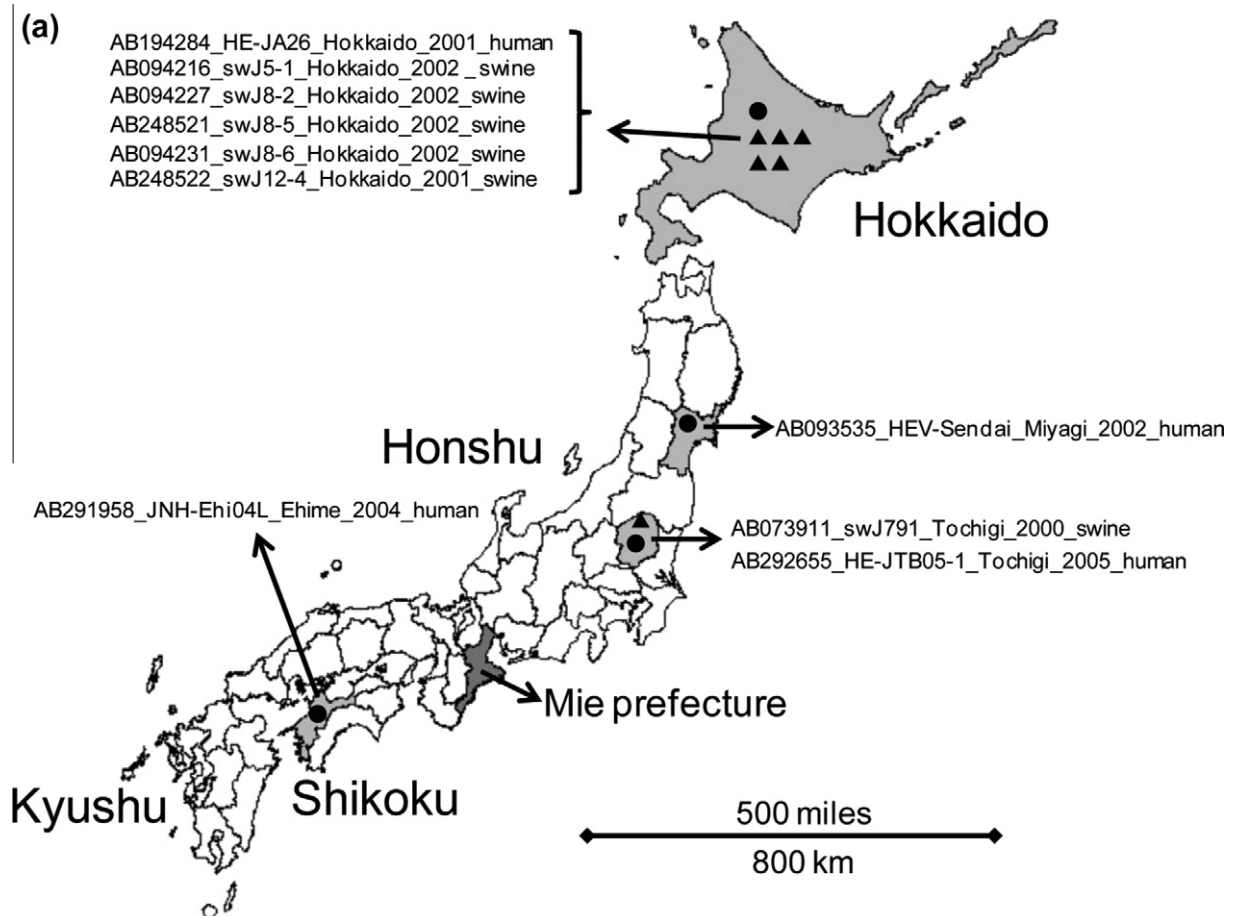 (a)
AB194284_HE-JA26_Hokkaido_2001_human
AB094216_swJ5-1_Hokkaido_2002 _ swine
AB094227_swJ8-2_Hokkaido_2002_swine
AB248521_swJ8-5_Hokkaido_2002_swine
AB094231_swJ8-6_Hokkaido_2002_swine
AB248522_swJ12-4_Hokkaido_2001_swine
Hokkaido
AB093535_HEV-Sendai_Miyagi_2002_human
Honshu
AB291958_JNH-Ehi04L_Ehime_2004_human
AB073911_swJ791_Tochigi_2000_swine
AB292655_HE-JTB05-1_Tochigi_2005_human
Mie prefecture
Kyushu
Shikoku
500 miles
800 km